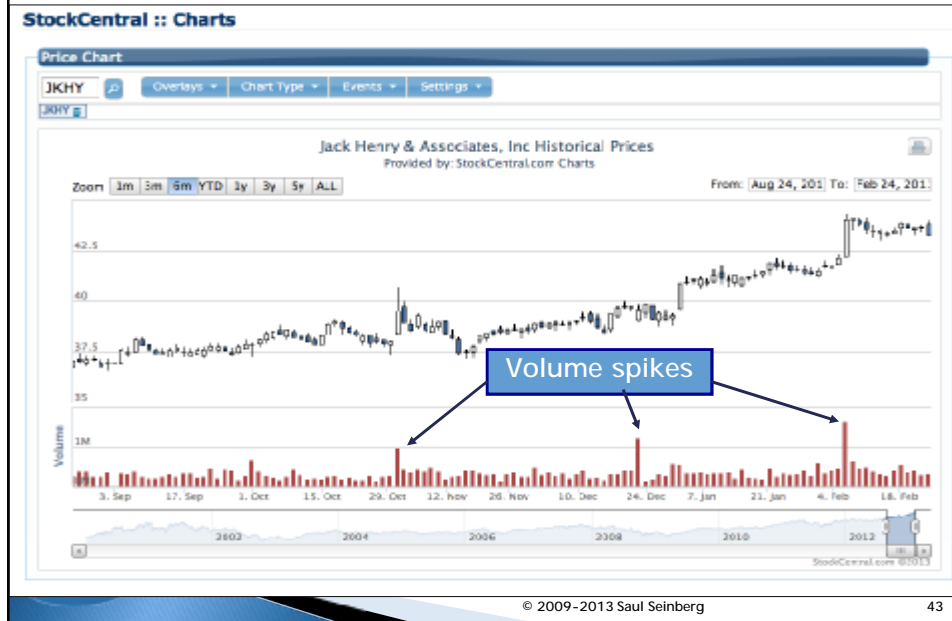 StockCentral :: Charts
Price Chart
JKHY
Overlays Chart Type Events Settings
JKHY
Jack Henry & Associates, Inc Historical Prices
Provided by: StockCentral.com Charts
Zoom 1m 3m 6m YTD 1y 3y 5y ALL
From: Aug 24, 201 To: Feb 24, 201
42.5
40
37.5
Volume spikes
35
Volume
1M
3. Sep 17. Sep 1. Oct 15. Oct 29. Oct 12. Nov 26. Nov 10. Dec 24. Dec 7. Jan 21. Jan 4. Feb 18. Feb
2002 2004 2006 2008 2010 2012
StockCentral.com ©2013
© 2009-2013 Saul Seinberg 43